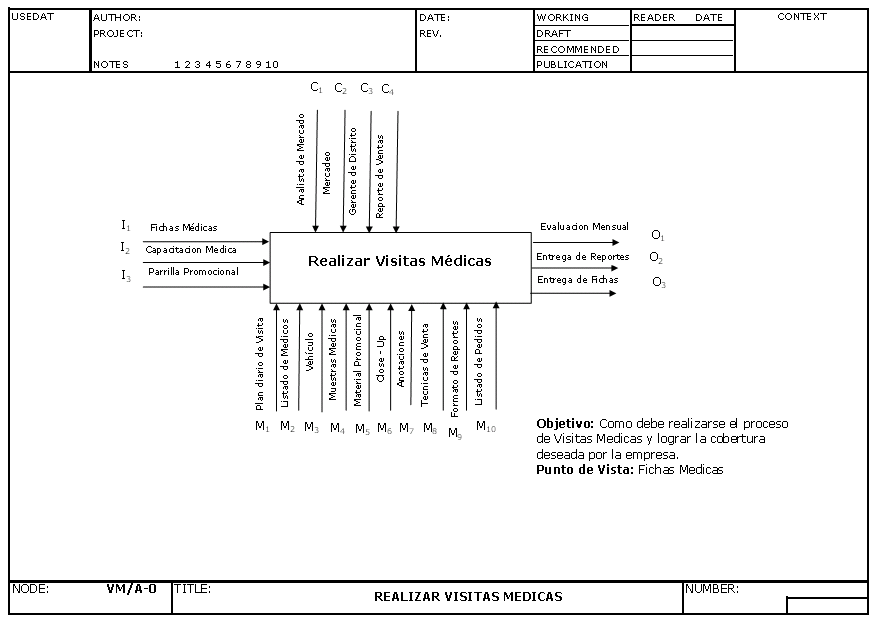 USEDAT
AUTHOR:
PROJECT:
NOTES 1 2 3 4 5 6 7 8 9 10
DATE:
REV.
WORKING
DRAFT
RECOMMENDED
PUBLICATION
READER DATE
CONTEXT
C1 C2 C3 C4
Analista de Mercado
Mercadeo
Gerente de Distrito
Reporte de Ventas
I1 Fichas Médicas
I2 Capacitacion Medica
I3 Parrilla Promocional
Realizar Visitas Médicas
Evaluacion Mensual O1
Entrega de Reportes O2
Entrega de Fichas O3
Plan diario de Visita
Listado de Medicos
Vehículo
Muestras Medicas
Material Promocinal
Close - Up
Anotaciones
Tecnicas de Venta
Formato de Reportes
Listado de Pedidos
M1 M2 M3 M4 M5 M6 M7 M8 M9 M10
Objetivo: Como debe realizarse el proceso
de Visitas Medicas y lograr la cobertura
deseada por la empresa.
Punto de Vista: Fichas Medicas
NODE: VM/A-0
TITLE: REALIZAR VISITAS MEDICAS
NUMBER: